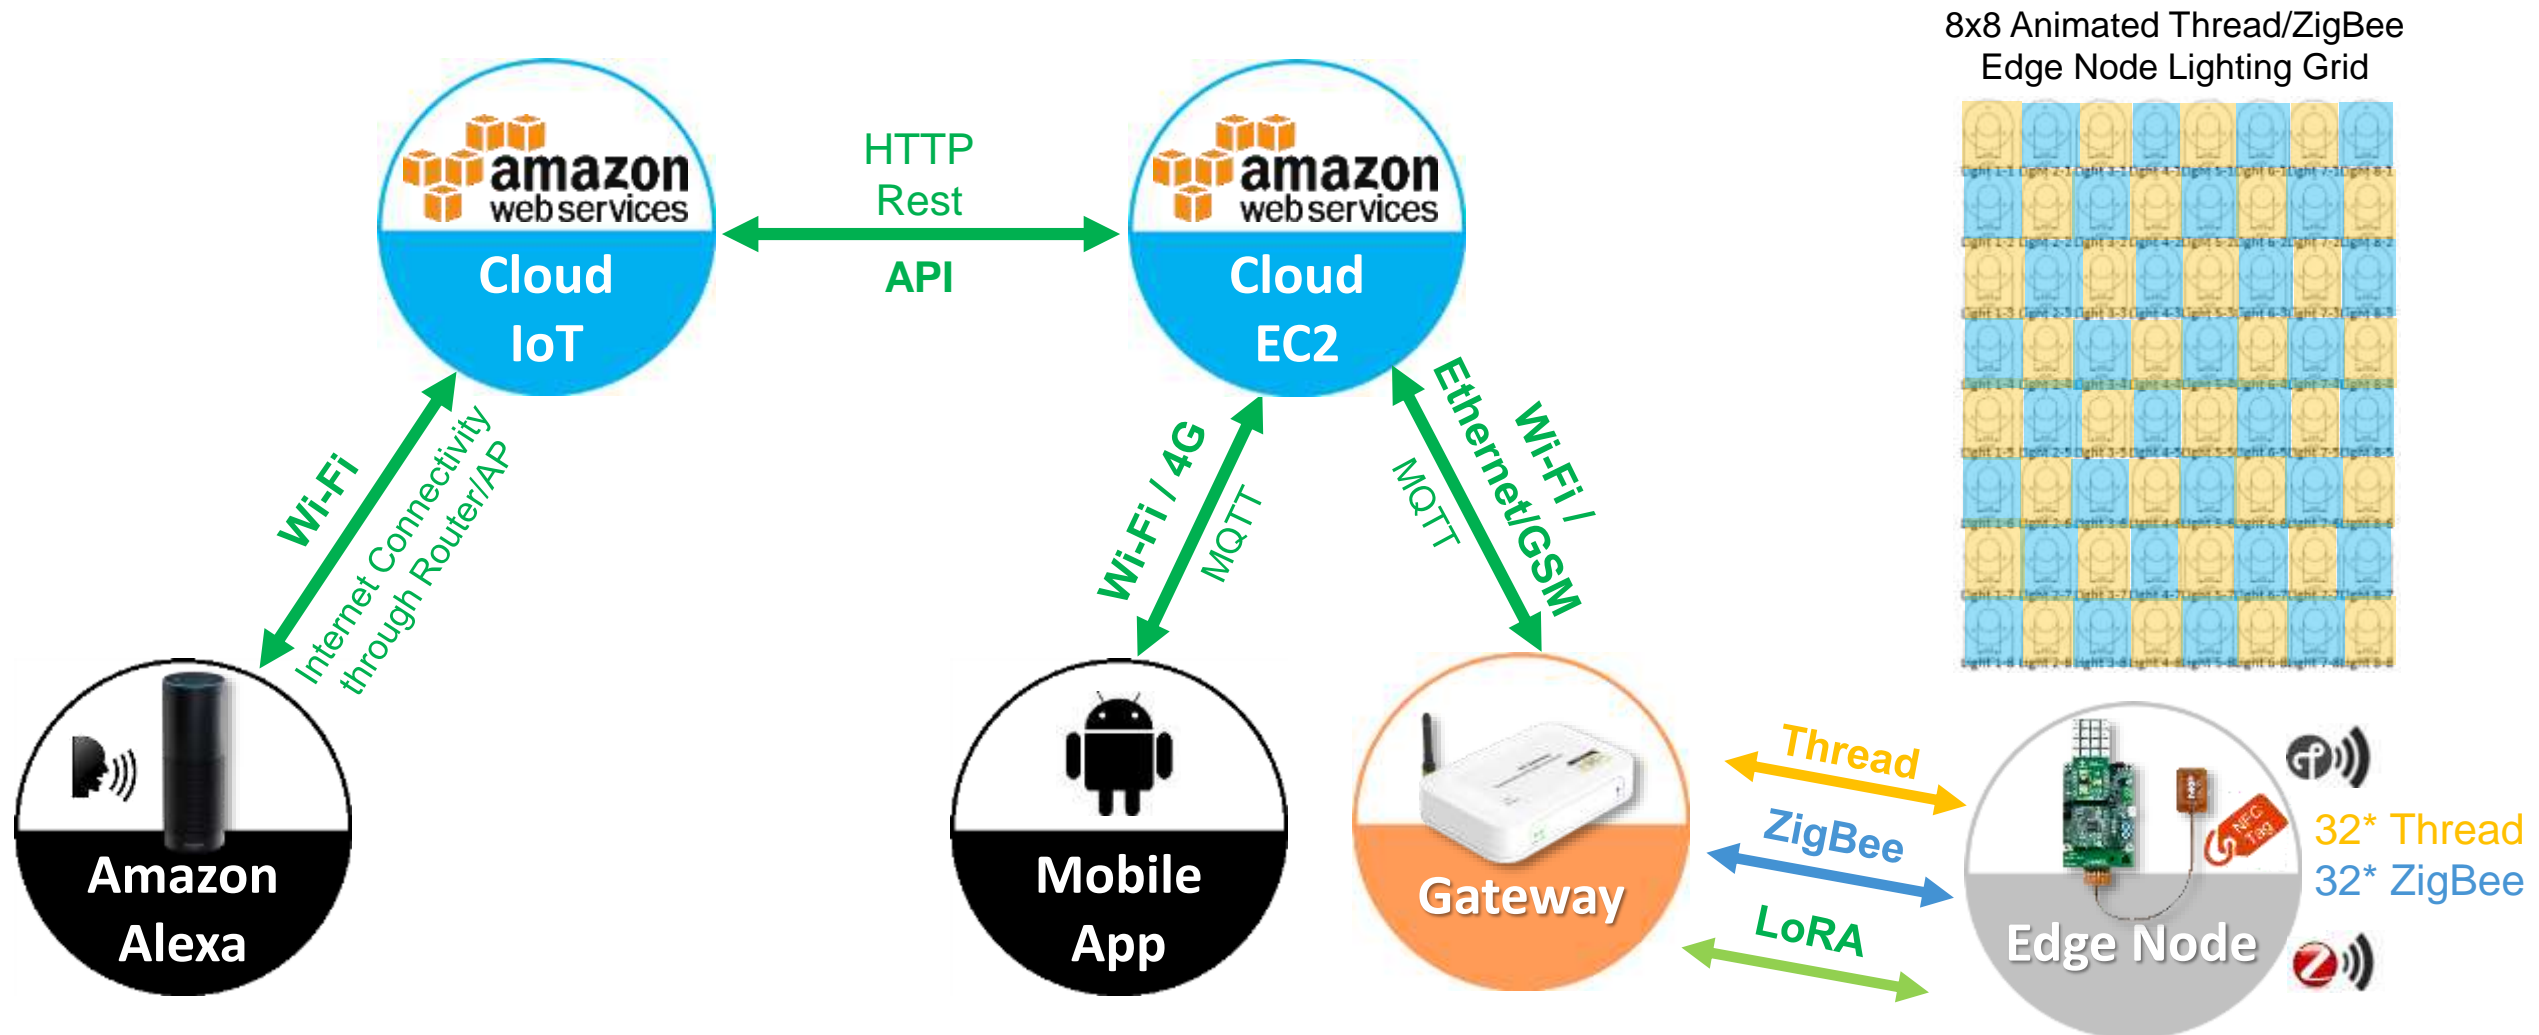 8x8 Animated Thread/ZigBee
Edge Node Lighting Grid
amazon
web services
Cloud
IoT
HTTP
Rest
API
amazon
web services
Cloud
EC2
Wi-Fi
Internet Connectivity
through Router/AP
Wi-Fi / 4G
MQTT
Wi-Fi /
Ethernet/GSM
MQTT
Amazon
Alexa
Mobile
App
Gateway
Thread
ZigBee
LoRA
NFC
Tag
Edge Node
32* Thread
32* ZigBee